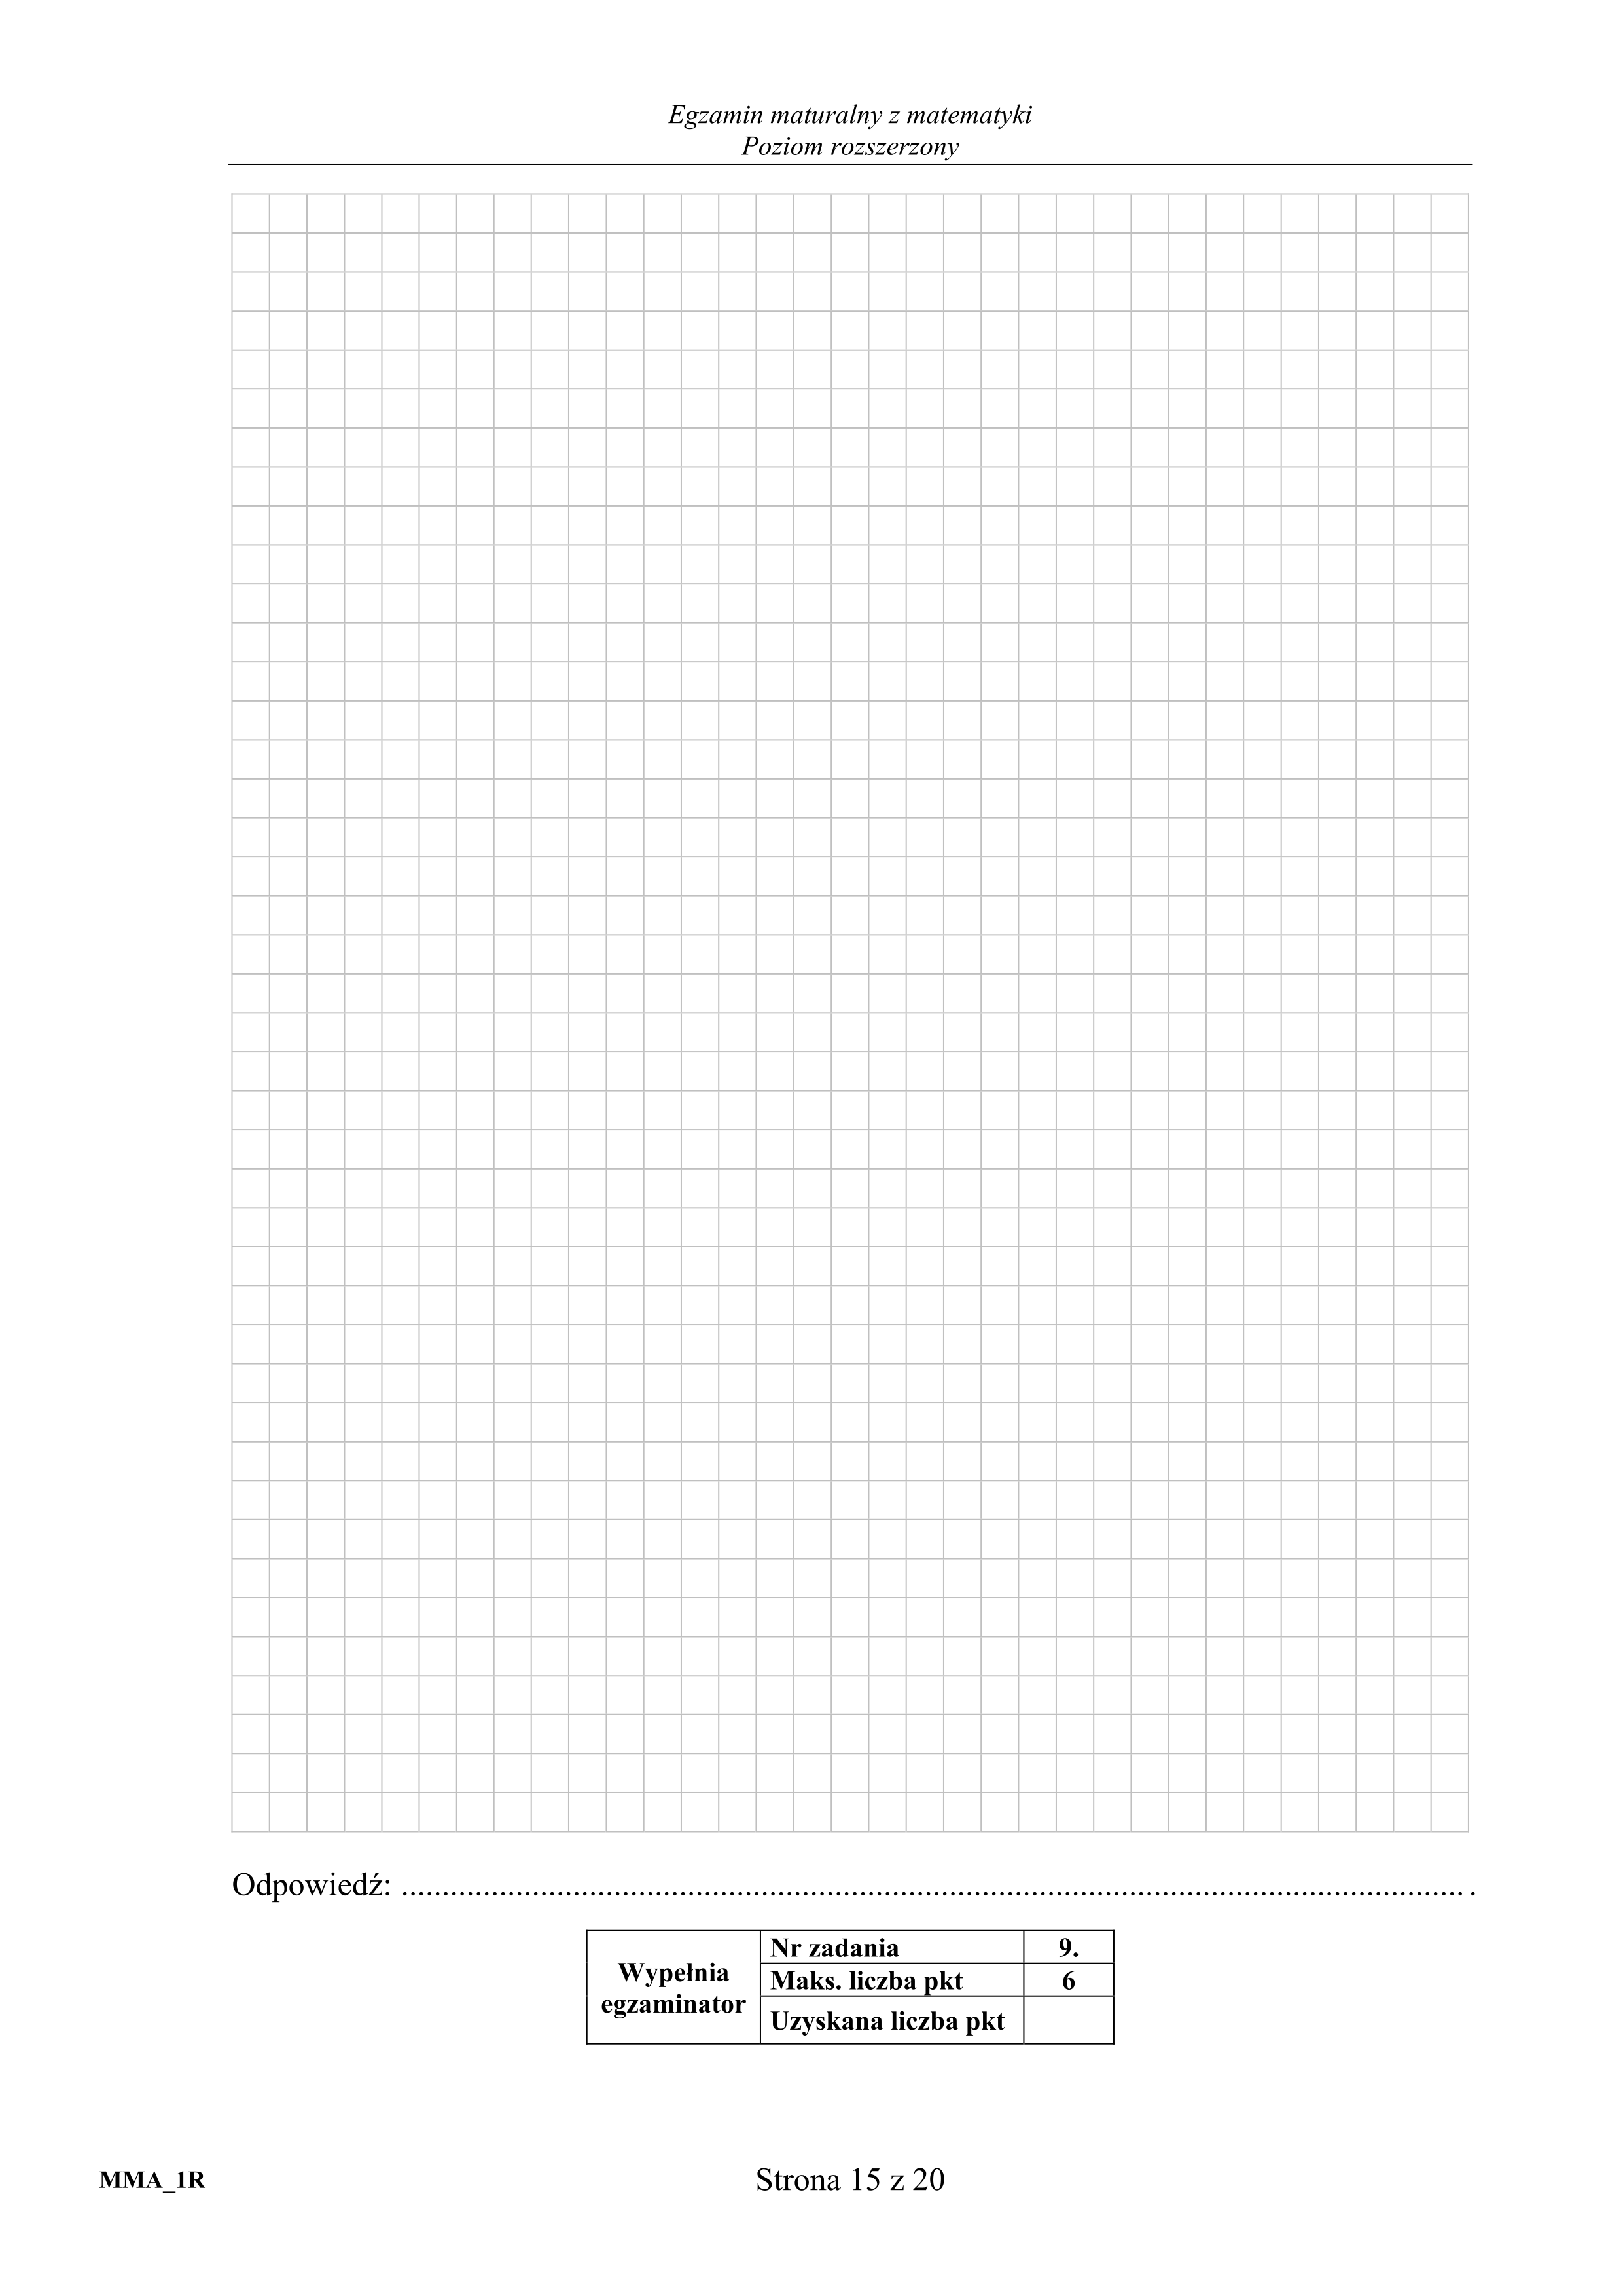 Egzamin maturalny z matematyki
Poziom rozszerzony
Odpowiedź: ................................................................................................................................ .
Wypełnia egzaminator
Nr zadania 9.
Maks. liczba pkt 6
Uzyskana liczba pkt
MMA_1R
Strona 15 z 20